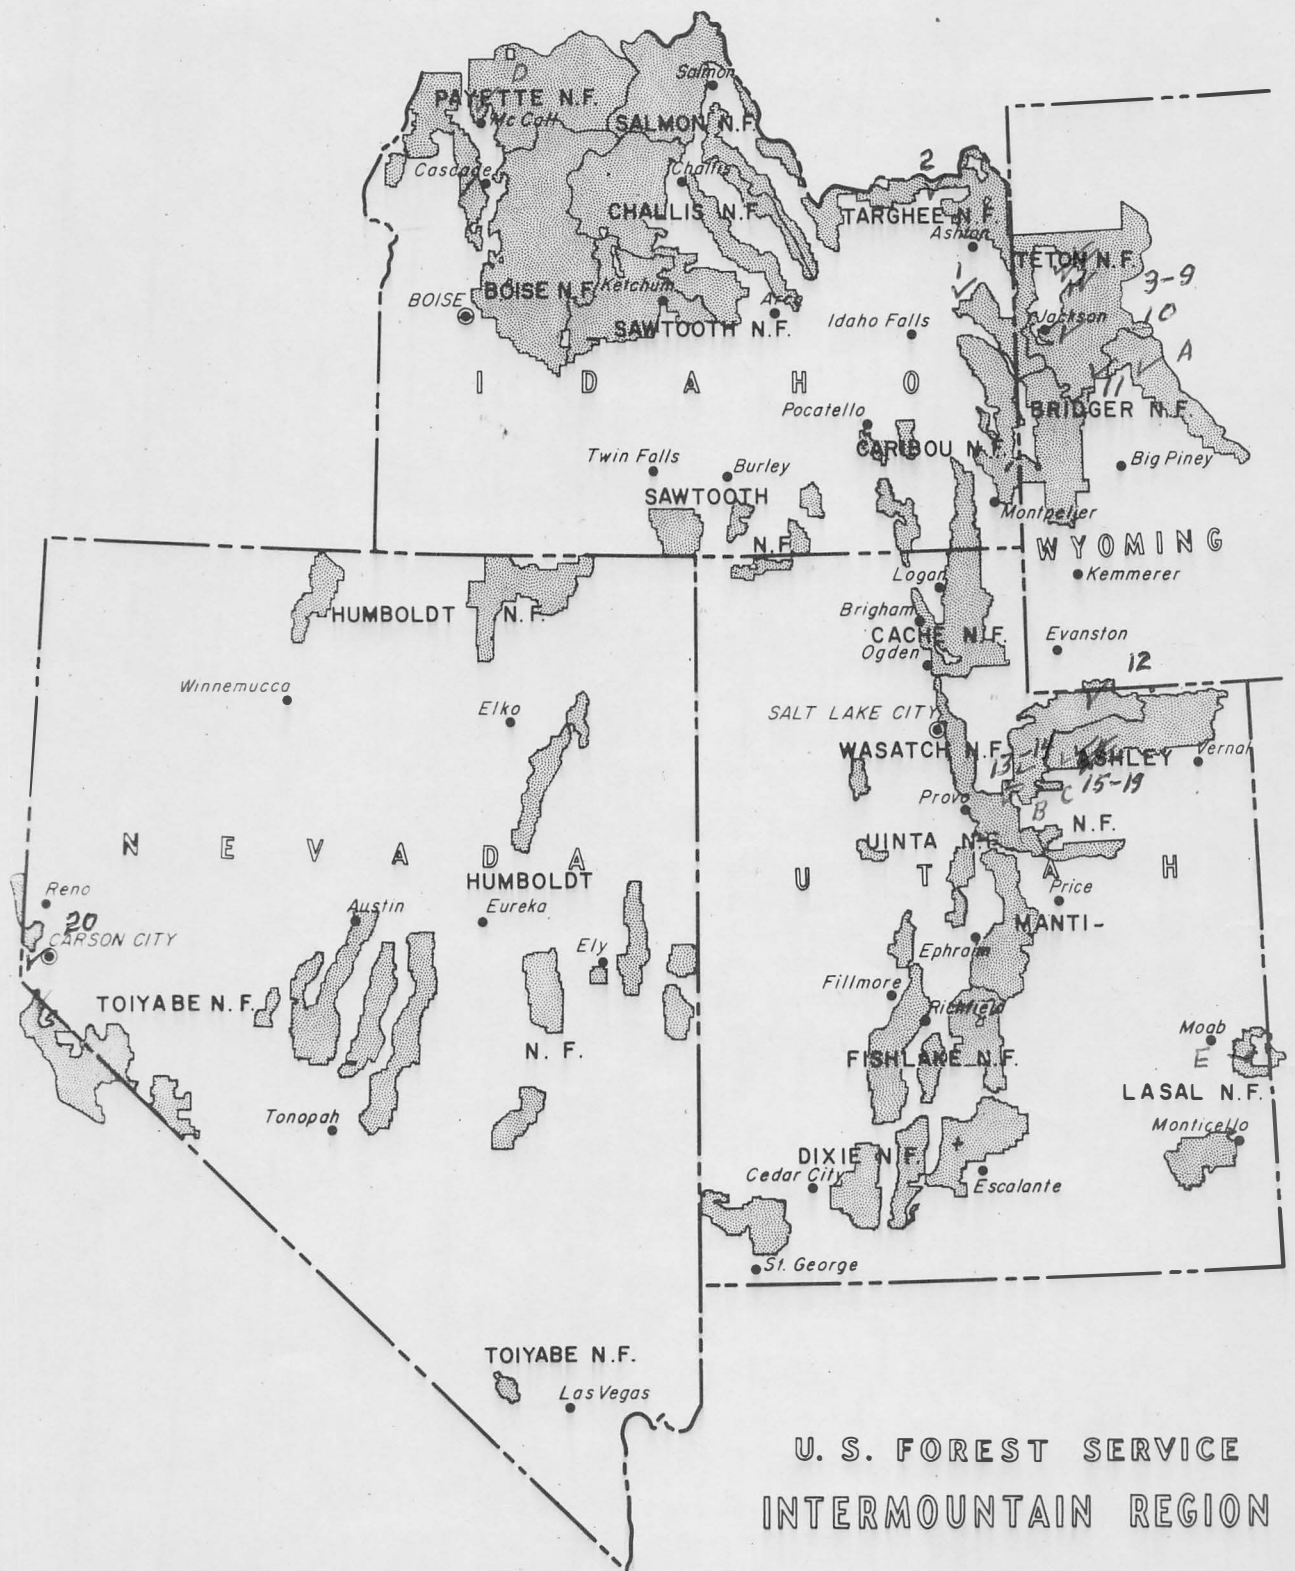 Salmon
D
PAYETTE N.F.
McCall
SALMON N.F.
2
Cascade
Challis
CHALLIS N.F.
TARGHEE N.F.
Ashton
TETON N.F.
1
3-9
BOISE
BOISE N.F.
Ketchum
Arco
10
SAWTOOTH N.F.
Idaho Falls
Jackson
A
IDAHO
11
Pocatello
BRIDGER N.F.
CARIBOU N.F.
Twin Falls
Burley
Big Piney
SAWTOOTH
N.F.
Montpelier
WYOMING
Logan
Kemmerer
HUMBOLDT N.F.
Brigham
CACHE N.F.
Evanston
Ogden
12
Winnemucca
Elko
SALT LAKE CITY
WASATCH N.F.
13-14
ASHLEY
N.F.
Vernal
15-19
Provo
B
C
UINTA N.F.
NEVADA
UTAH
HUMBOLDT
N. F.
Reno
Austin
Eureka
Price
20
MANTI-
CARSON CITY
Ely
Ephraim
Fillmore
TOIYABE N.F.
Richfield
Moab
E
FISHLAKE N.F.
LASAL N.F.
Tonopah
Monticello
DIXIE N.F.
Cedar City
Escalante
St. George
TOIYABE N.F.
Las Vegas
U. S. FOREST SERVICE
INTERMOUNTAIN REGION